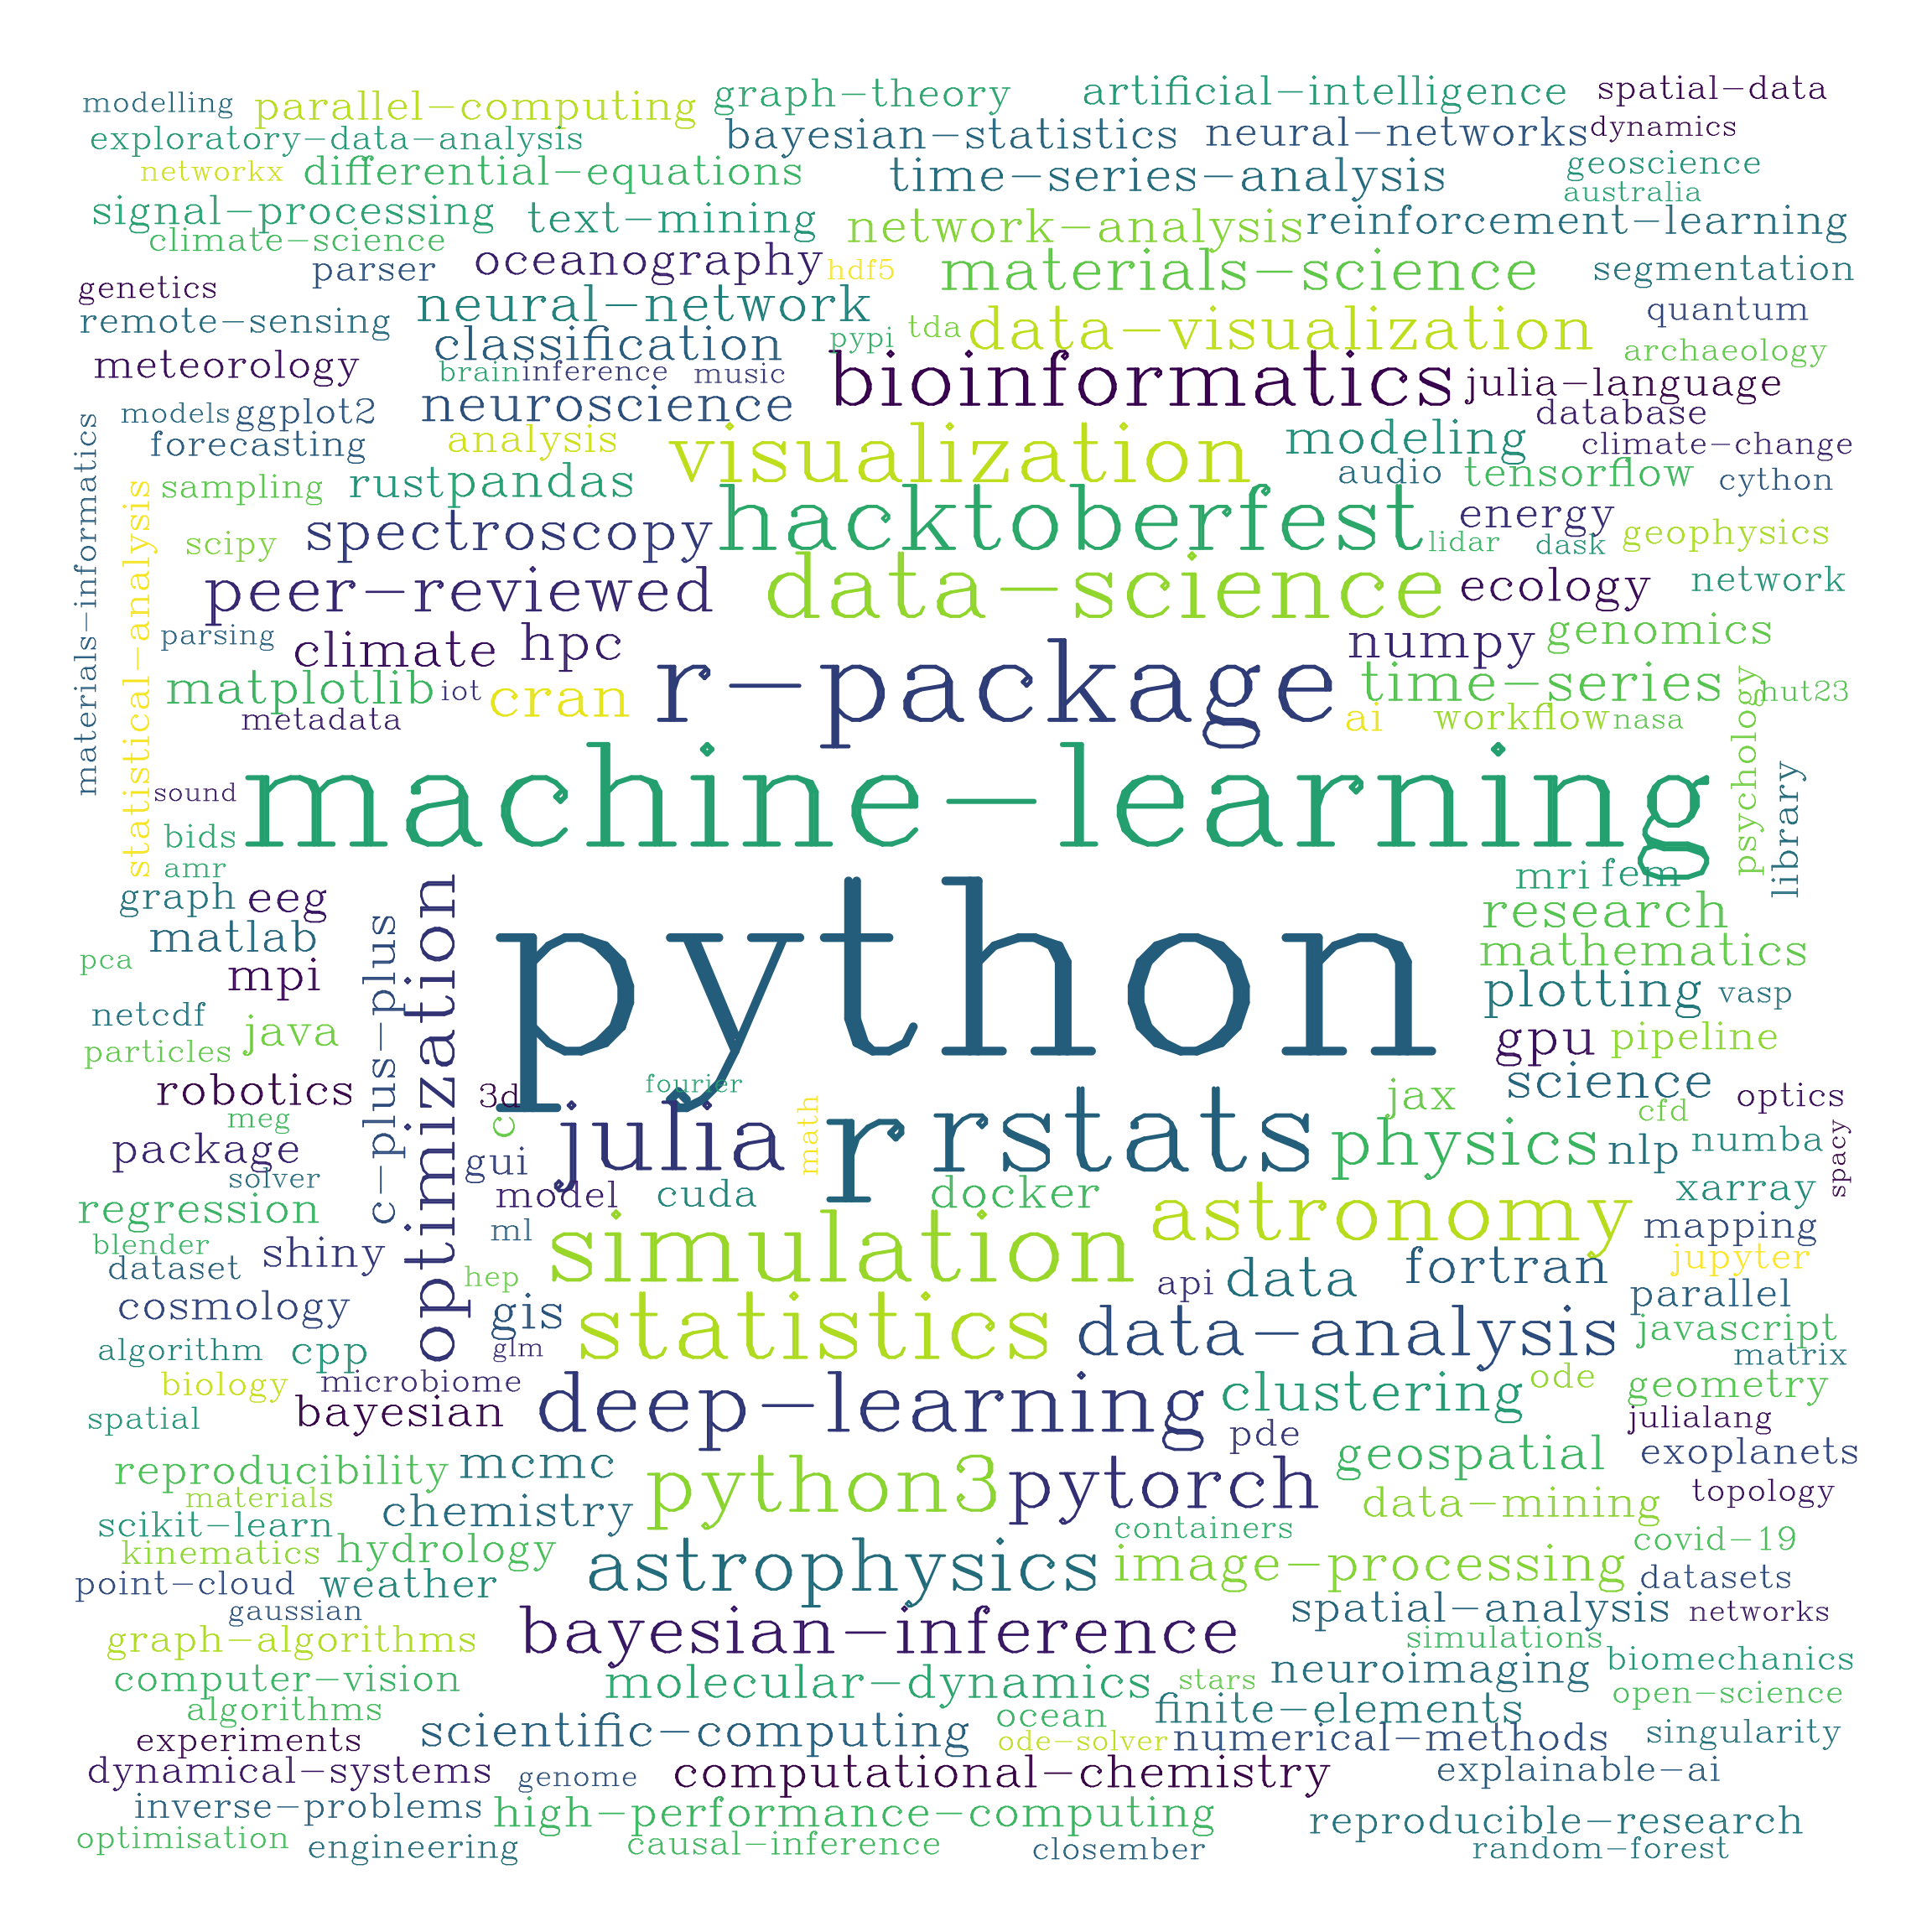 modelling parallel-computing graph-theory artificial-intelligence spatial-data
exploratory-data-analysis bayesian-statistics neural-networks dynamics
networkx differential-equations time-series-analysis geoscience
australia
signal-processing text-mining network-analysis reinforcement-learning
climate-science parser oceanography hdf5 materials-science segmentation
genetics neural-network quantum
remote-sensing classification pypi tda data-visualization archaeology
meteorology brain inference music bioinformatics julia-language
models ggplot2 neuroscience database
forecasting analysis visualization modeling climate-change
materials-informatics
statistical-analysis
sampling rust pandas audio tensorflow cython
scipy spectroscopy hacktoberfest energy lidar dask geophysics
peer-reviewed data-science ecology network
parsing climate hpc r-package numpy genomics
matplotlib iot cran time-series hut23
metadata ai workflow nasa
psychology
library
sound machine-learning
bids
amr
graph eeg mri fem
matlab research
pca mpi python mathematics
c-plus-plus
optimization
netcdf plotting vasp
particles java gpu pipeline
robotics 3d fourier jax science optics
meg c math cfd
package gui julia r rstats physics nlp numba
spacy
solver model cuda docker xarray
regression ml astronomy mapping
blender shiny simulation jupyter
dataset hep api data fortran
cosmology gis parallel
algorithm cpp glm statistics data-analysis javascript
matrix
biology microbiome ode geometry
spatial bayesian deep-learning clustering julialang
pde
reproducibility mcmc geospatial exoplanets
materials chemistry python3 pytorch data-mining topology
scikit-learn containers covid-19
kinematics hydrology
point-cloud weather astrophysics image-processing datasets
gaussian spatial-analysis networks
graph-algorithms bayesian-inference simulations
computer-vision molecular-dynamics stars neuroimaging biomechanics
algorithms ocean finite-elements open-science
experiments scientific-computing ode-solver numerical-methods singularity
dynamical-systems genome computational-chemistry explainable-ai
inverse-problems high-performance-computing reproducible-research
optimisation engineering causal-inference closember random-forest